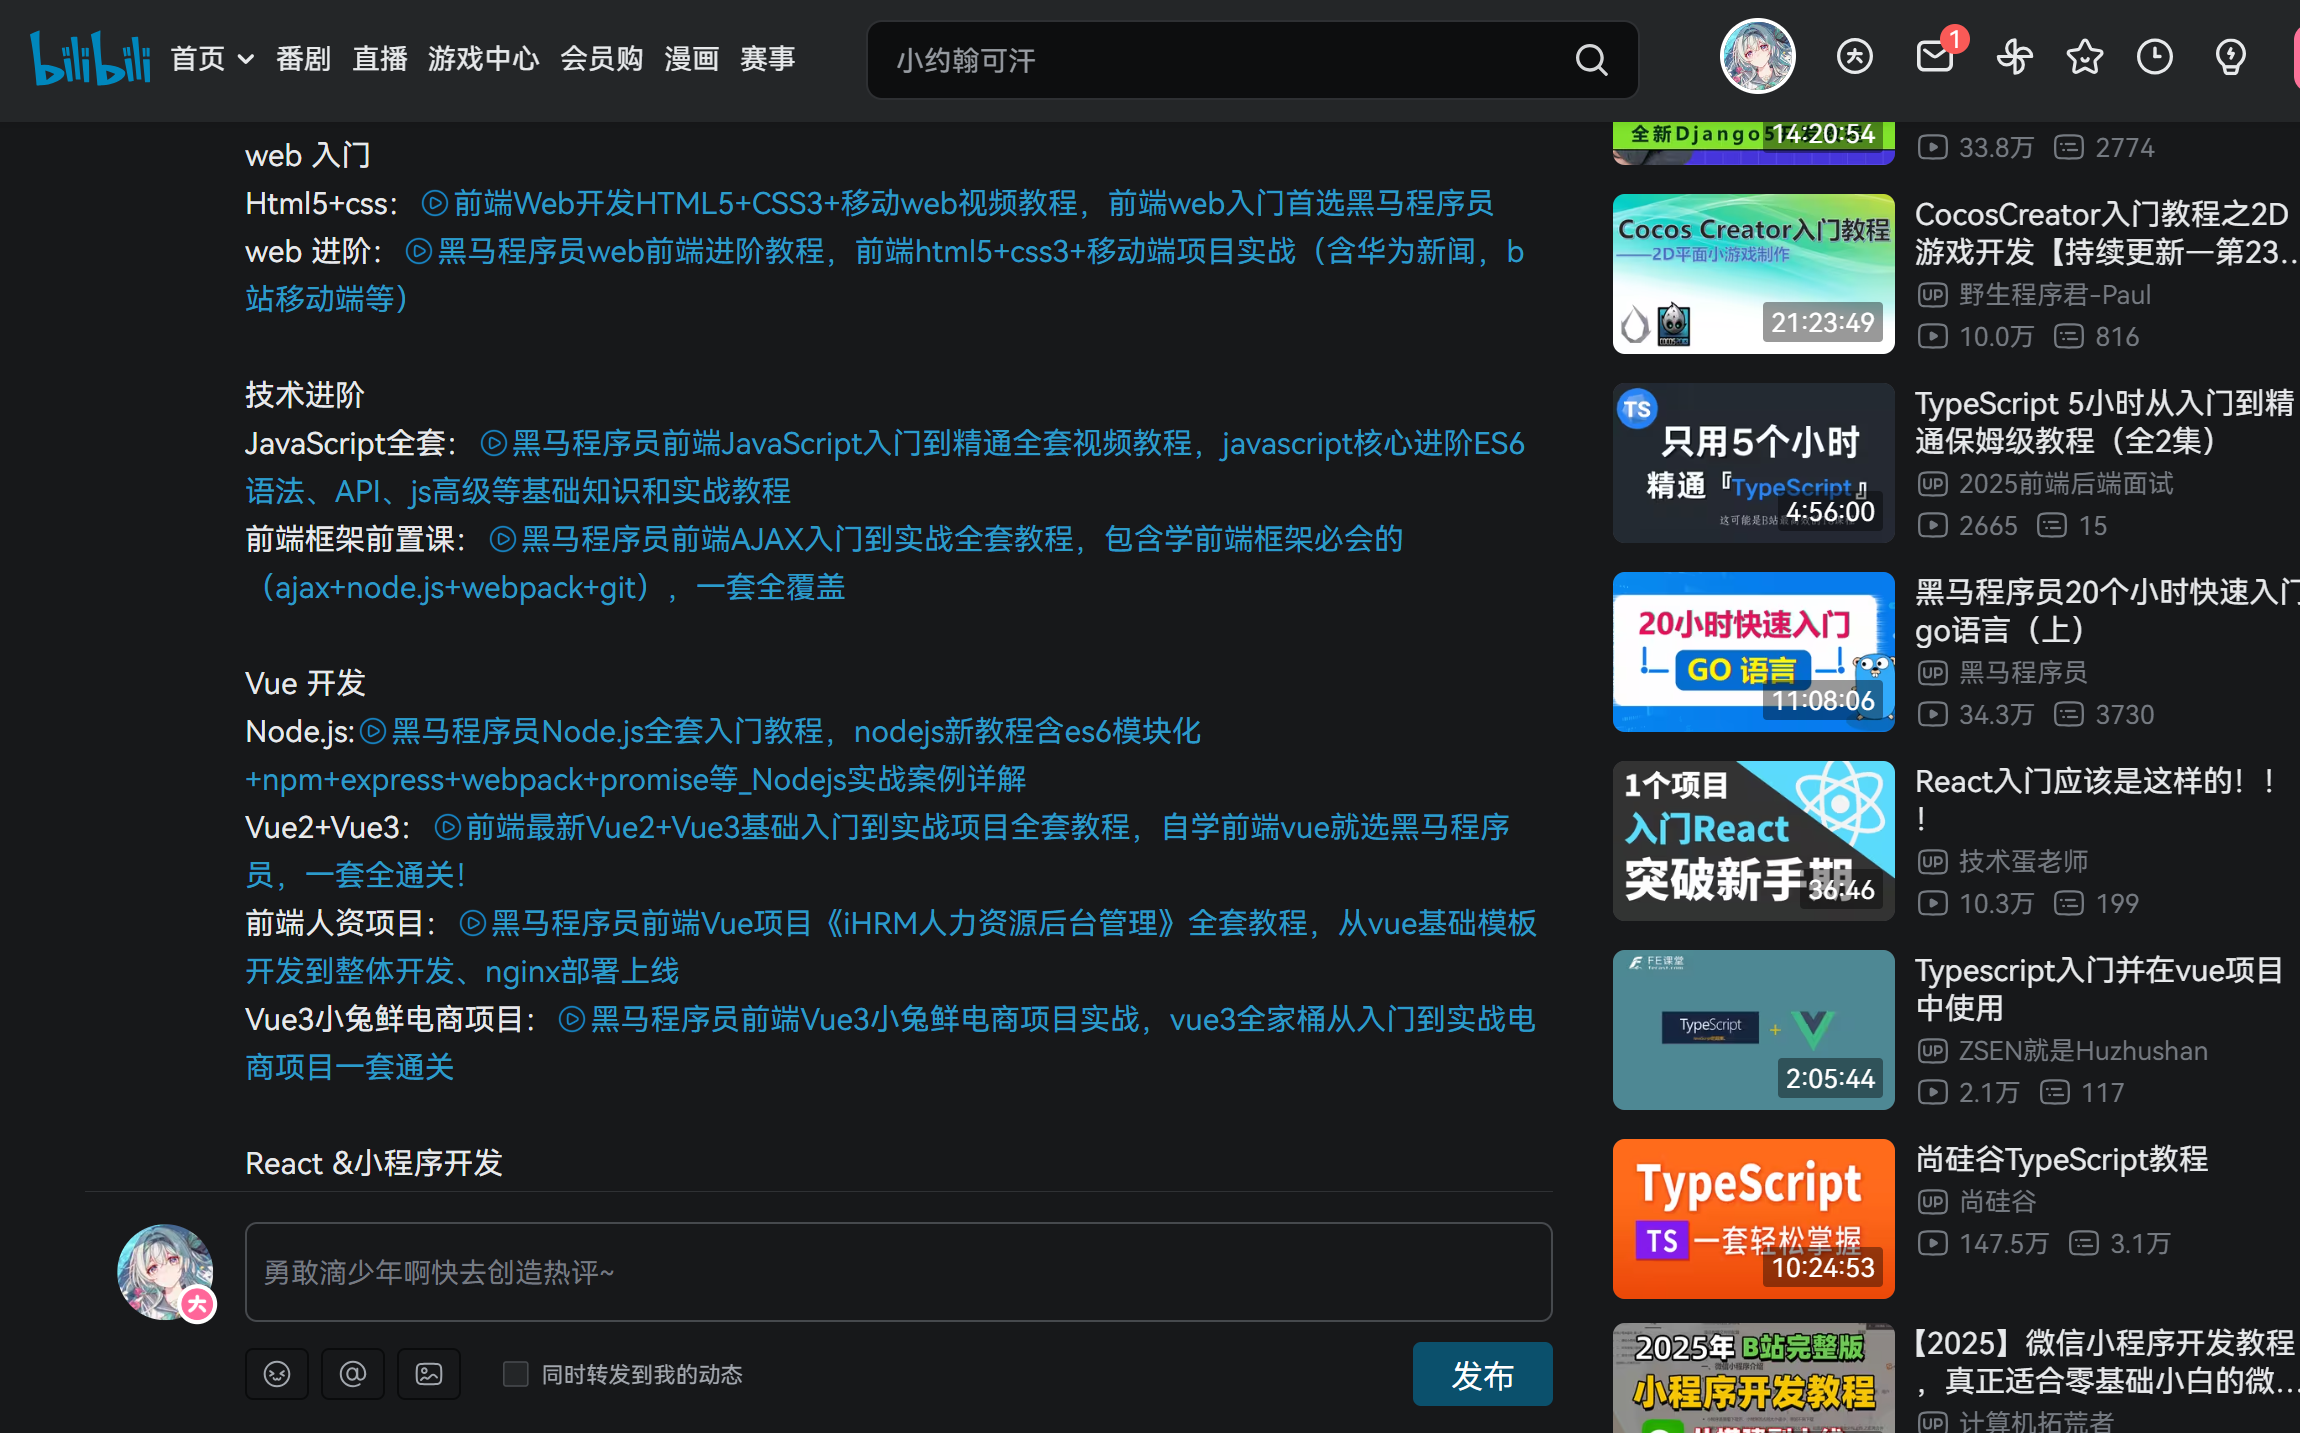 bilibili
首页 番剧 直播 游戏中心 会员购 漫画 赛事
小约翰可汗
1
web 入门
Html5+css： 前端Web开发HTML5+CSS3+移动web视频教程，前端web入门首选黑马程序员
web 进阶： 黑马程序员web前端进阶教程，前端html5+css3+移动端项目实战（含华为新闻，b
站移动端等）
技术进阶
JavaScript全套： 黑马程序员前端JavaScript入门到精通全套视频教程，javascript核心进阶ES6
语法、API、js高级等基础知识和实战教程
前端框架前置课： 黑马程序员前端AJAX入门到实战全套教程，包含学前端框架必会的
（ajax+node.js+webpack+git），一套全覆盖
Vue 开发
Node.js: 黑马程序员Node.js全套入门教程，nodejs新教程含es6模块化
+npm+express+webpack+promise等_Nodejs实战案例详解
Vue2+Vue3： 前端最新Vue2+Vue3基础入门到实战项目全套教程，自学前端vue就选黑马程序
员，一套全通关！
前端人资项目： 黑马程序员前端Vue项目《iHRM人力资源后台管理》全套教程，从vue基础模板
开发到整体开发、nginx部署上线
Vue3小兔鲜电商项目： 黑马程序员前端Vue3小兔鲜电商项目实战，vue3全家桶从入门到实战电
商项目一套通关
React &小程序开发
勇敢滴少年啊快去创造热评~
同时转发到我的动态
发布
全新Django5
14:20:54
33.8万 2774
Cocos Creator入门教程
——2D平面小游戏制作
21:23:49
CocosCreator入门教程之2D
游戏开发【持续更新—第23...
UP 野生程序君-Paul
10.0万 816
TS
只用5个小时
精通『TypeScript』
4:56:00
TypeScript 5小时从入门到精
通保姆级教程（全2集）
UP 2025前端后端面试
2665 15
20小时快速入门
GO 语言
11:08:06
黑马程序员20个小时快速入门
go语言（上）
UP 黑马程序员
34.3万 3730
1个项目
入门React
突破新手期
36:46
React入门应该是这样的！！
！
UP 技术蛋老师
10.3万 199
FE课堂
TypeScript +
2:05:44
Typescript入门并在vue项目
中使用
UP ZSEN就是Huzhushan
2.1万 117
TypeScript
TS 一套轻松掌握
10:24:53
尚硅谷TypeScript教程
UP 尚硅谷
147.5万 3.1万
2025年 B站完整版
小程序开发教程
【2025】微信小程序开发教程
，真正适合零基础小白的微...
UP 计算机拓荒者